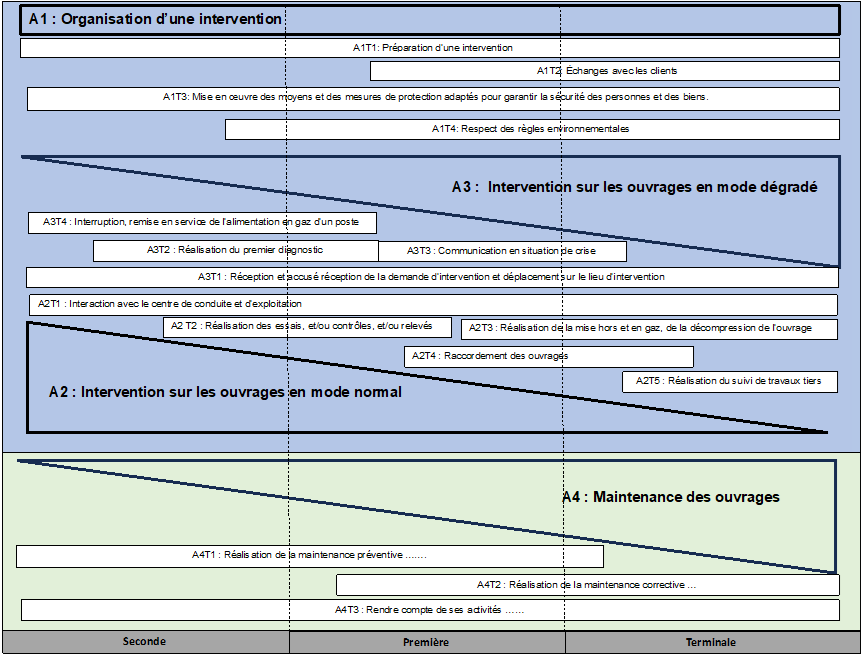 A1 : Organisation d'une intervention
A1T1: Préparation d'une intervention
A1T2: Échanges avec les clients
A1T3: Mise en œuvre des moyens et des mesures de protection adaptés pour garantir la sécurité des personnes et des biens.
A1T4: Respect des règles environnementales
A3 : Intervention sur les ouvrages en mode dégradé
A3T4 : Interruption, remise en service de l'alimentation en gaz d'un poste
A3T2 : Réalisation du premier diagnostic
A3T3 : Communication en situation de crise
A3T1 : Réception et accusé réception de la demande d'intervention et déplacement sur le lieu d'intervention
A2T1 : Interaction avec le centre de conduite et d'exploitation
A2 T2 : Réalisation des essais, et/ou contrôles, et/ou relevés
A2T3 : Réalisation de la mise hors et en gaz, de la décompression de l'ouvrage
A2T4 : Raccordement des ouvrages
A2T5 : Réalisation du suivi de travaux tiers
A2 : Intervention sur les ouvrages en mode normal
A4 : Maintenance des ouvrages
A4T1 : Réalisation de la maintenance préventive …….
A4T2 : Réalisation de la maintenance corrective …
A4T3 : Rendre compte de ses activités ……
Seconde
Première
Terminale